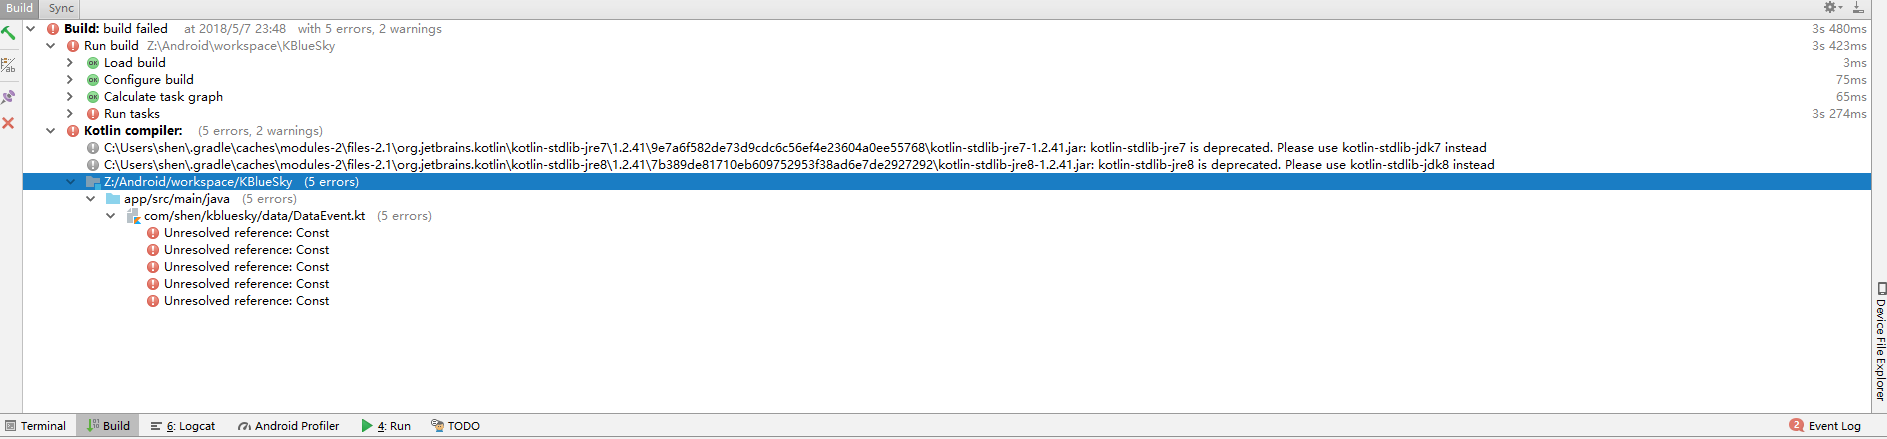 Build Sync
Build: build failed at 2018/5/7 23:48 with 5 errors, 2 warnings 3s 480ms
Run build Z:\Android\workspace\KBlueSky 3s 423ms
Load build 3ms
Configure build 75ms
Calculate task graph 65ms
Run tasks 3s 274ms
Kotlin compiler: (5 errors, 2 warnings)
C:\Users\shen\.gradle\caches\modules-2\files-2.1\org.jetbrains.kotlin\kotlin-stdlib-jre7\1.2.41\9e7a6f582de73d9cdc6c56ef4e23604a0ee55768\kotlin-stdlib-jre7-1.2.41.jar: kotlin-stdlib-jre7 is deprecated. Please use kotlin-stdlib-jdk7 instead
C:\Users\shen\.gradle\caches\modules-2\files-2.1\org.jetbrains.kotlin\kotlin-stdlib-jre8\1.2.41\7b389de81710eb609752953f38ad6e7de2927292\kotlin-stdlib-jre8-1.2.41.jar: kotlin-stdlib-jre8 is deprecated. Please use kotlin-stdlib-jdk8 instead
Z:/Android/workspace/KBlueSky (5 errors)
app/src/main/java (5 errors)
com/shen/kbluesky/data/DataEvent.kt (5 errors)
Unresolved reference: Const
Unresolved reference: Const
Unresolved reference: Const
Unresolved reference: Const
Unresolved reference: Const
Device File Explorer
Terminal Build 6: Logcat Android Profiler 4: Run TODO 2 Event Log